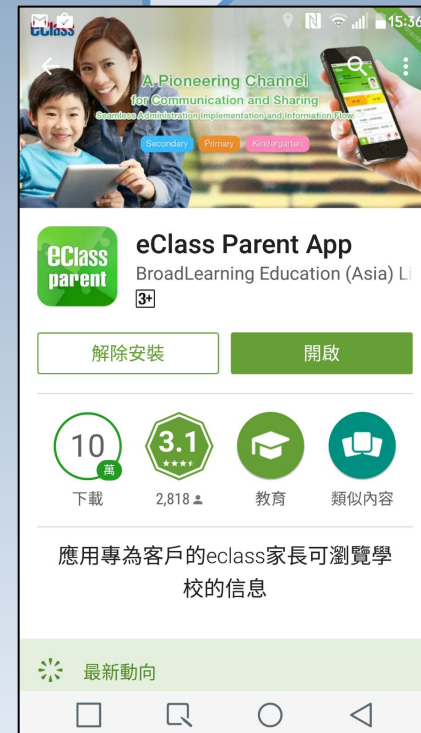 eClass
15:36
A Pioneering Channel
for Communication and Sharing
Seamless Administration Implementation and Information Flow
Secondary Primary Kindergarten
eClass
parent
eClass Parent App
BroadLearning Education (Asia) Li
3+
解除安裝
開啟
10
萬
下載
3.1
2,818
教育
類似內容
應用專為客戶的eclass家長可瀏覽學
校的信息
最新動向